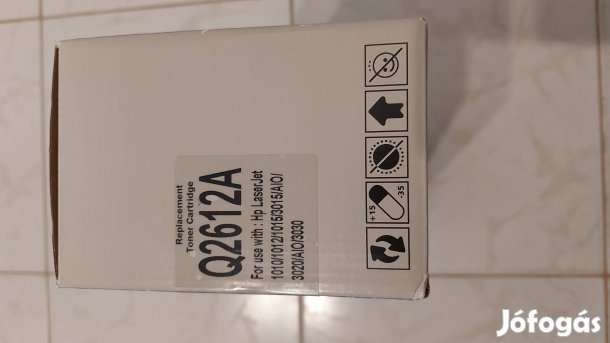 Replacement
Toner Cartridge
Q2612A
For use with : Hp LaserJet
1010/1012/1015/3015/AIO/
3020/AIO/3030
+15 -35
Jófogás